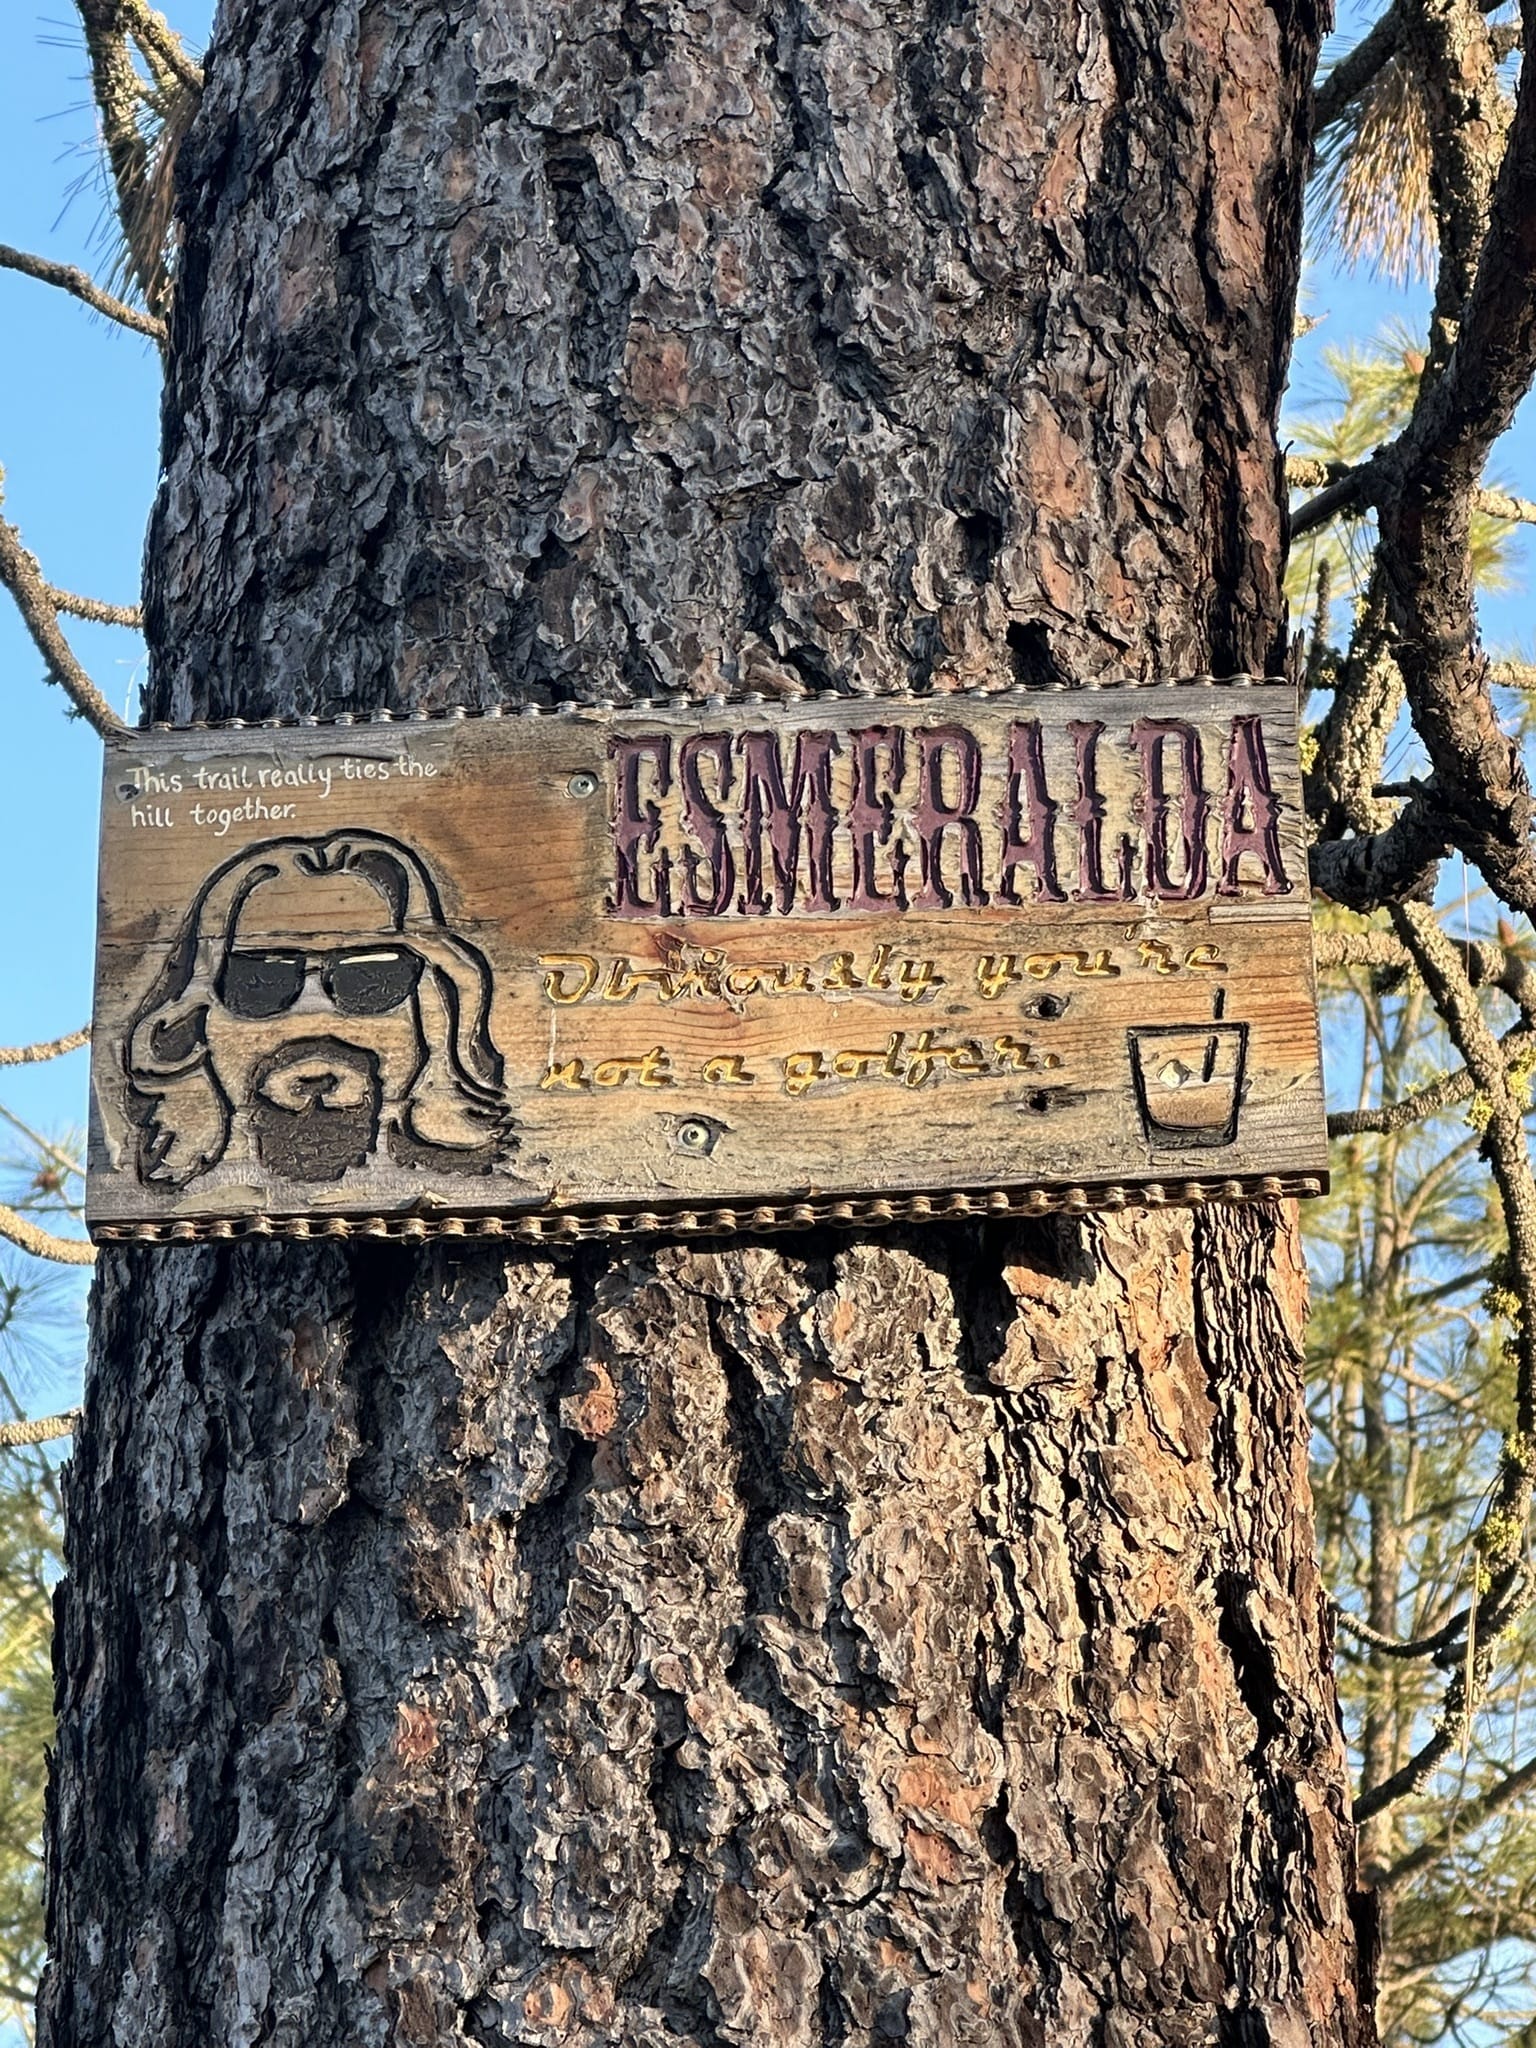 This trail really ties the
hill together.
ESMERALDA
Obviously you're
not a golfer.